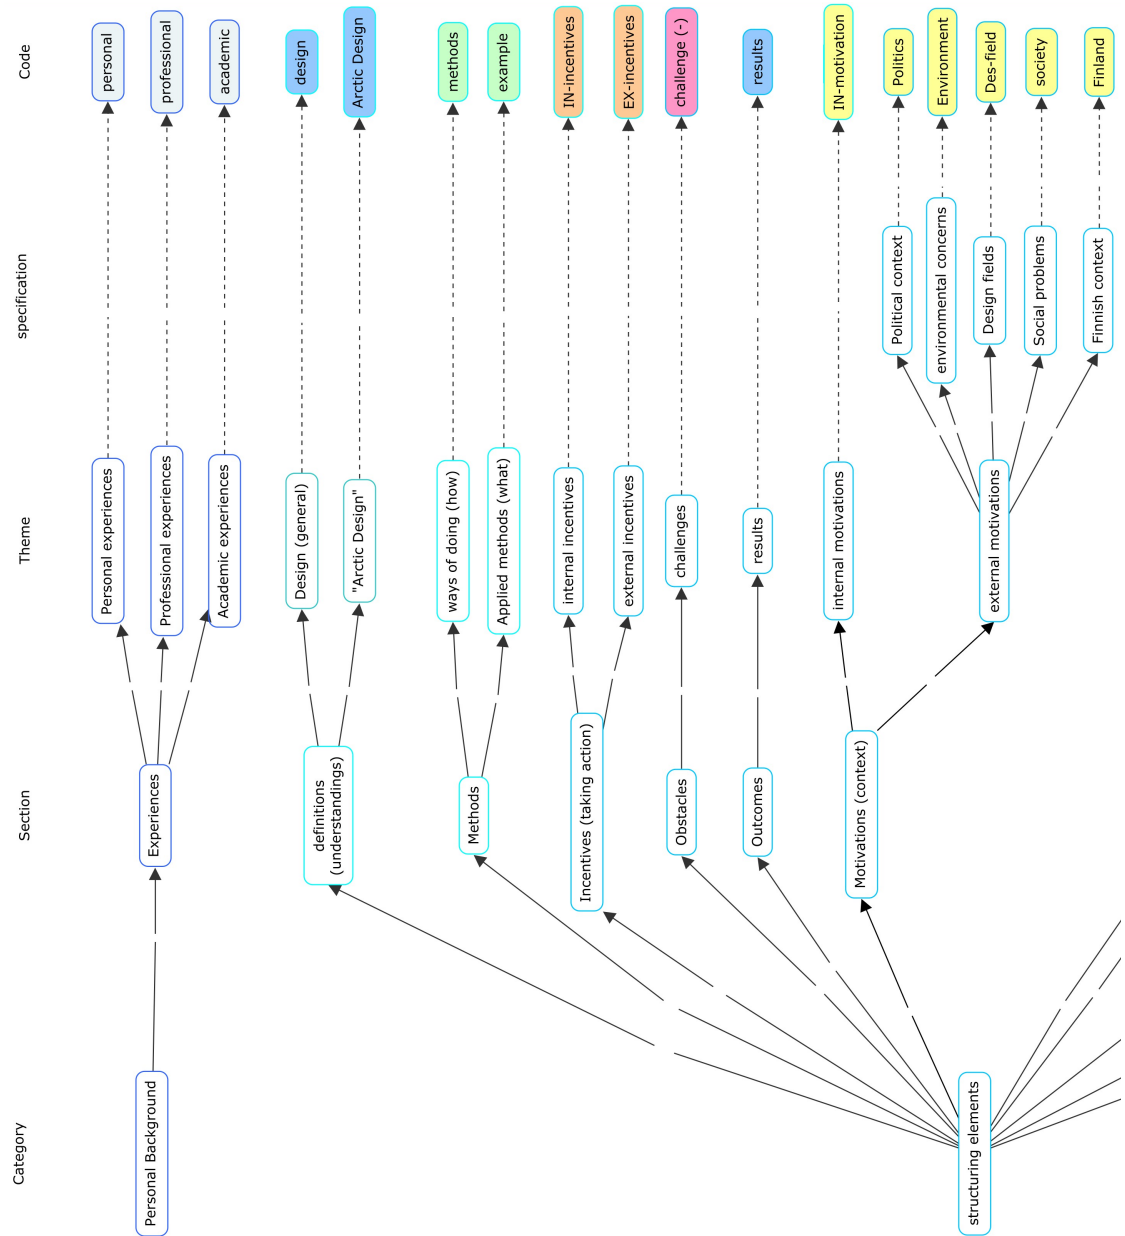 Category
Section
Theme
specification
Code
Personal Background
Experiences
Personal experiences
personal
Professional experiences
professional
Academic experiences
academic
structuring elements
definitions
(understandings)
Design (general)
design
"Arctic Design"
Arctic Design
Methods
ways of doing (how)
methods
Applied methods (what)
example
Incentives (taking action)
internal incentives
IN-incentives
external incentives
EX-incentives
Obstacles
challenges
challenge (-)
Outcomes
results
results
Motivations (context)
internal motivations
IN-motivation
external motivations
Political context
Politics
environmental concerns
Environment
Design fields
Des-field
Social problems
society
Finnish context
Finland